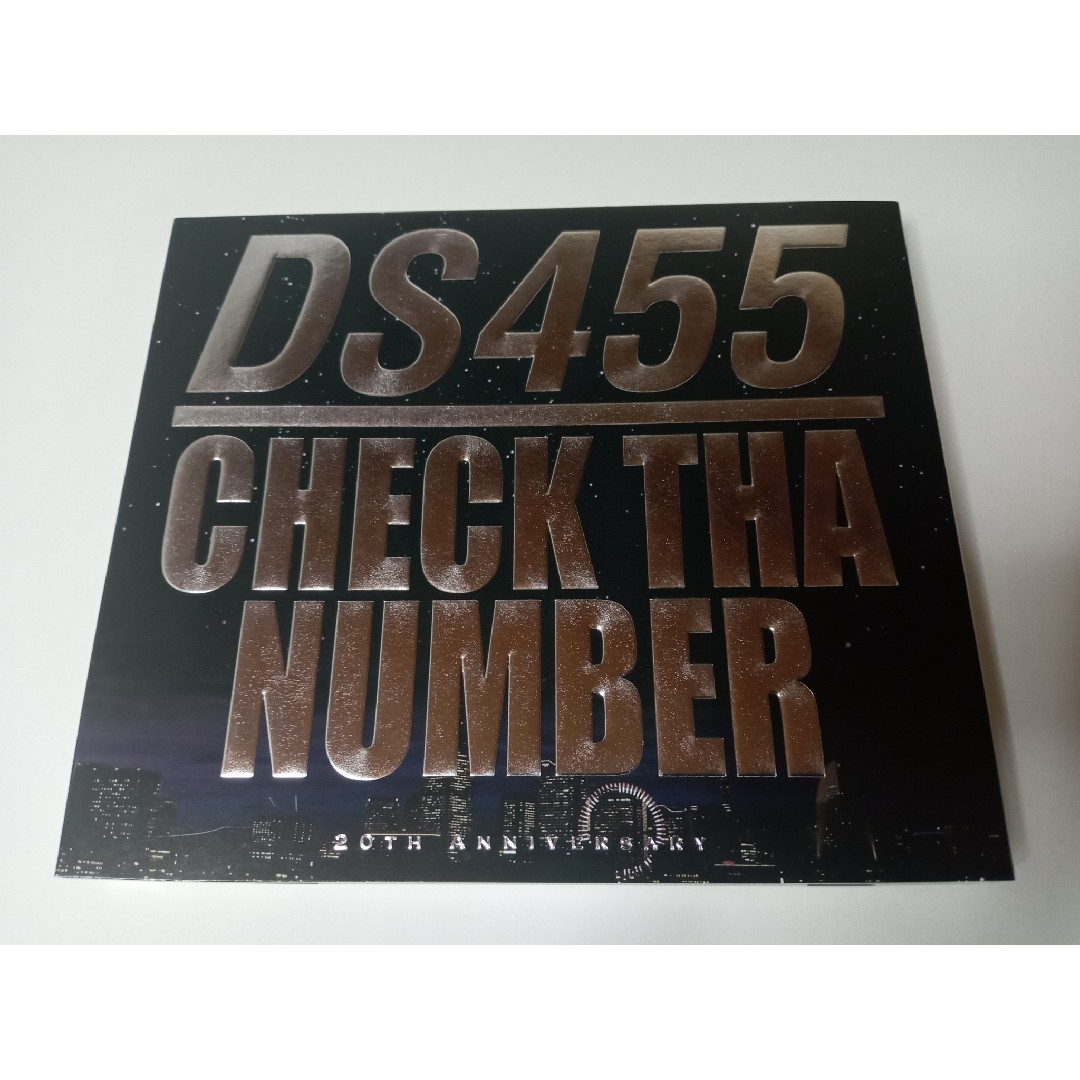 DS455
CHECK THA
NUMBER
20TH ANNIVERSARY